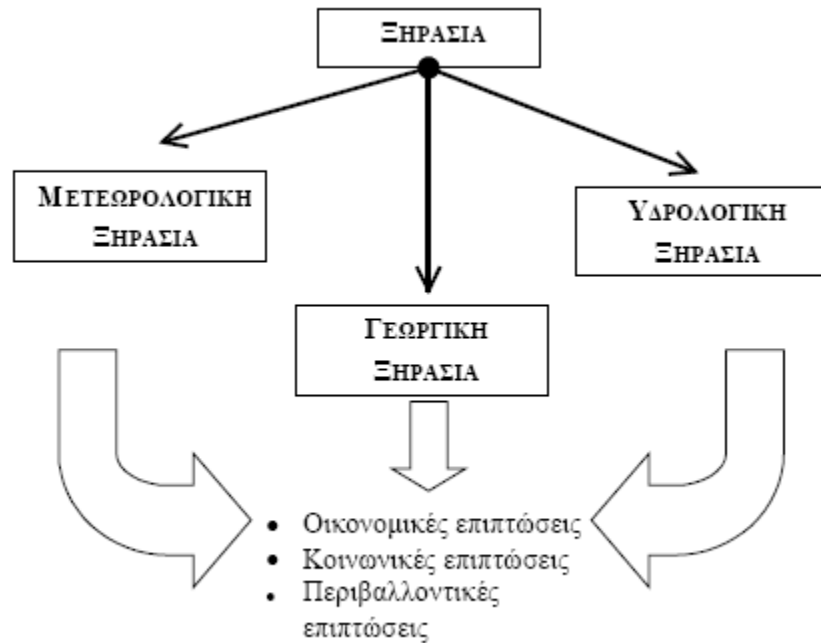 ΞΗΡΑΣΙΑ
ΜΕΤΕΩΡΟΛΟΓΙΚΗ
ΞΗΡΑΣΙΑ
ΥΔΡΟΛΟΓΙΚΗ
ΞΗΡΑΣΙΑ
ΓΕΩΡΓΙΚΗ
ΞΗΡΑΣΙΑ
• Οικονομικές επιπτώσεις
• Κοινωνικές επιπτώσεις
• Περιβαλλοντικές
επιπτώσεις